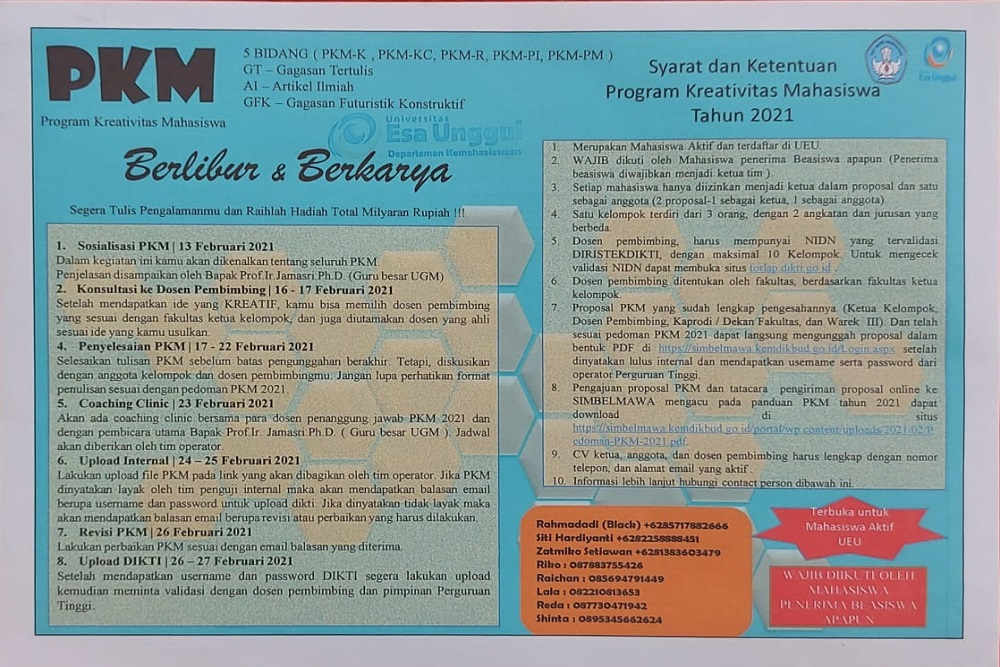 PKM
Program Kreativitas Mahasiswa
5 BIDANG ( PKM-K , PKM-KC, PKM-R, PKM-PI, PKM-PM )
GT – Gagasan Tertulis
AI – Artikel Ilmiah
GFK – Gagasan Futuristik Konstruktif
Universitas
Esa Unggul
Departemen Kemahasiswaan
Berlibur & Berkarya
Segera Tulis Pengalamanmu dan Raihlah Hadiah Total Milyaran Rupiah !!!
1. Sosialisasi PKM | 13 Februari 2021
Dalam kegiatan ini kamu akan dikenalkan tentang seluruh PKM.
Penjelasan disampaikan oleh Bapak Prof.Ir.Jamasri.Ph.D. (Guru besar UGM)
2. Konsultasi ke Dosen Pembimbing | 16 - 17 Februari 2021
Setelah mendapatkan ide yang KREATIF, kamu bisa memilih dosen pembimbing
yang sesuai dengan fakultas ketua kelompok, dan juga diutamakan dosen yang ahli
sesuai ide yang kamu usulkan.
4. Penyelesaian PKM | 17 - 22 Februari 2021
Selesaikan tulisan PKM sebelum batas pengunggahan berakhir. Tetapi, diskusikan
dengan anggota kelompok dan dosen pembimbingmu. Jangan lupa perhatikan format
penulisan sesuai dengan pedoman PKM 2021.
5. Coaching Clinic | 23 Februari 2021
Akan ada coaching clinic bersama para dosen penanggung jawab PKM 2021 dan
dengan pembicara utama Bapak Prof.Ir. Jamasri.Ph.D. ( Guru besar UGM ). Jadwal
akan diberikan oleh tim operator.
6. Upload Internal | 24 – 25 Februari 2021
Lakukan upload file PKM pada link yang akan dibagikan oleh tim operator. Jika PKM
dinyatakan layak oleh tim penguji internal maka akan mendapatkan balasan email
berupa username dan password untuk upload dikti. Jika dinyatakan tidak layak maka
akan mendapatkan balasan email berupa revisi atau perbaikan yang harus dilakukan.
7. Revisi PKM | 26 Februari 2021
Lakukan perbaikan PKM sesuai dengan email balasan yang diterima.
8. Upload DIKTI | 26 – 27 Februari 2021
Setelah mendapatkan username dan password DIKTI segera lakukan upload
kemudian meminta validasi dengan dosen pembimbing dan pimpinan Perguruan
Tinggi.
Syarat dan Ketentuan
Program Kreativitas Mahasiswa
Tahun 2021
Esa Unggul
1. Merupakan Mahasiswa Aktif dan terdaftar di UEU.
2. WAJIB dikuti oleh Mahasiswa penerima Beasiswa apapun (Penerima
beasiswa diwajibkan menjadi ketua tim ).
3. Setiap mahasiswa hanya diizinkan menjadi ketua dalam proposal dan satu
sebagai anggota (2 proposal-1 sebagai ketua, 1 sebagai anggota).
4. Satu kelompok terdiri dari 3 orang, dengan 2 angkatan dan jurusan yang
berbeda.
5. Dosen pembimbing, harus mempunyai NIDN yang tervalidasi
DIRISTEKDIKTI, dengan maksimal 10 Kelompok. Untuk mengecek
validasi NIDN dapat membuka situs forlap.dikti.go.id .
6. Dosen pembimbing ditentukan oleh fakultas, berdasarkan fakultas ketua
kelompok.
7. Proposal PKM yang sudah lengkap pengesahannya (Ketua Kelompok,
Dosen Pembimbing, Kaprodi / Dekan Fakultas, dan Warek III). Dan telah
sesuai pedoman PKM 2021 dapat langsung mengunggah proposal dalam
bentuk PDF di https://simbelmawa.kemdikbud.go.id/Login.aspx setelah
dinyatakan lulus internal dan mendapatkan username serta password dari
operator Perguruan Tinggi.
8. Pengajuan proposal PKM dan tatacara pengiriman proposal online ke
SIMBELMAWA mengacu pada panduan PKM tahun 2021 dapat
download di situs
https://simbelmawa.kemdikbud.go.id/portal/wp.content/uploads/2021/02/P
edoman-PKM-2021.pdf.
9. CV ketua, anggota, dan dosen pembimbing harus lengkap dengan nomor
telepon, dan alamat email yang aktif .
10. Informasi lebih lanjut hubungi contact person dibawah ini.
Rahmadadi (Black) +6285717882666
Siti Hardiyanti +6282258888451
Zatmiko Setiawan +6281383603479
Riko : 087883755426
Raichan : 085694791449
Lala : 082210813653
Reda : 087730471942
Shinta : 0895345662624
Terbuka untuk
Mahasiswa Aktif
UEU
WAJIB DIIKUTI OLEH
MAHASISWA
PENERIMA BEASISWA
APAPUN